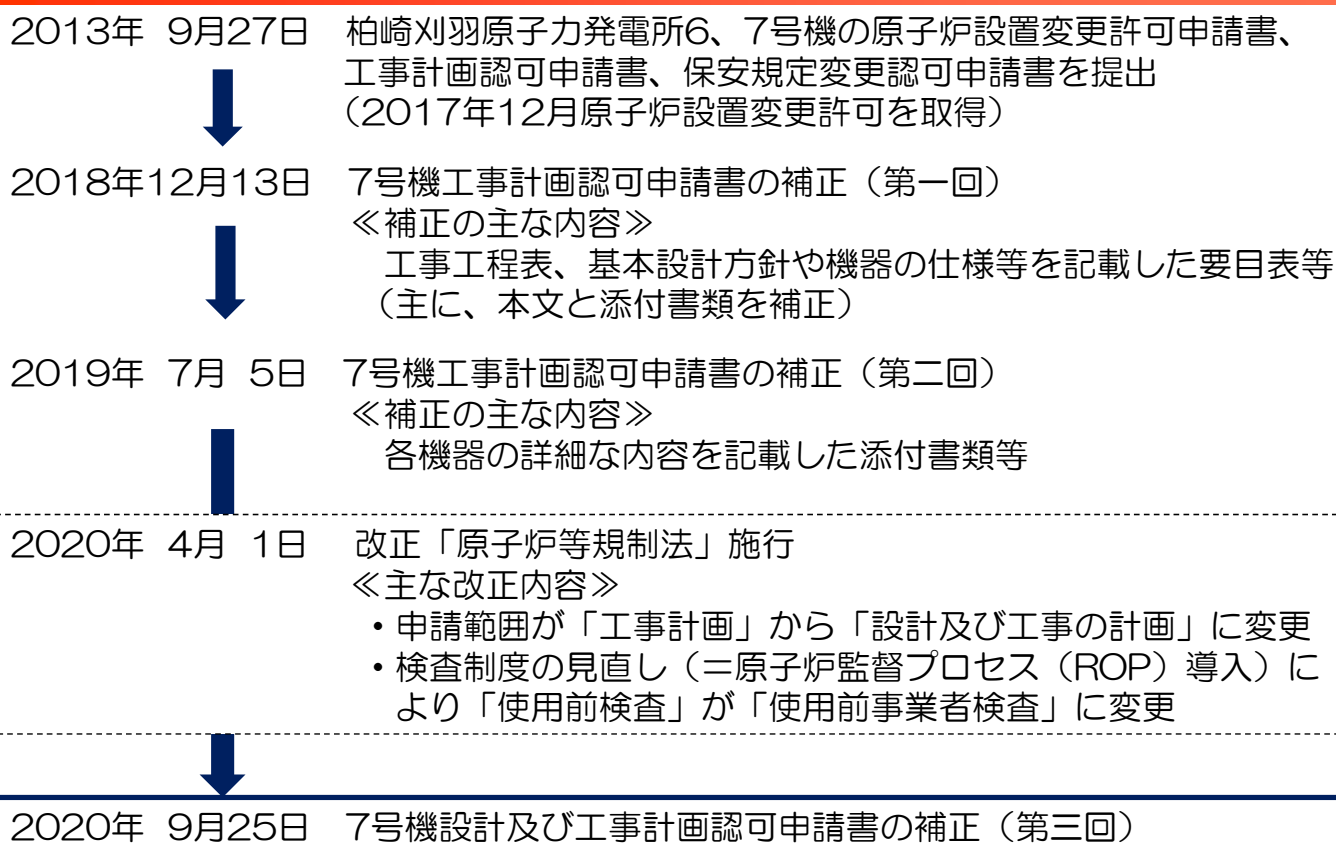 2013年 9月27日 柏崎刈羽原子力発電所6、7号機の原子炉設置変更許可申請書、
工事計画認可申請書、保安規定変更認可申請書を提出
（2017年12月原子炉設置変更許可を取得）
2018年12月13日 7号機工事計画認可申請書の補正（第一回）
≪補正の主な内容≫
工事工程表、基本設計方針や機器の仕様等を記載した要目表等
（主に、本文と添付書類を補正）
2019年 7月 5日 7号機工事計画認可申請書の補正（第二回）
≪補正の主な内容≫
各機器の詳細な内容を記載した添付書類等
2020年 4月 1日 改正「原子炉等規制法」施行
≪主な改正内容≫
・申請範囲が「工事計画」から「設計及び工事の計画」に変更
・検査制度の見直し（＝原子炉監督プロセス（ROP）導入）に
より「使用前検査」が「使用前事業者検査」に変更
2020年 9月25日 7号機設計及び工事計画認可申請書の補正（第三回）